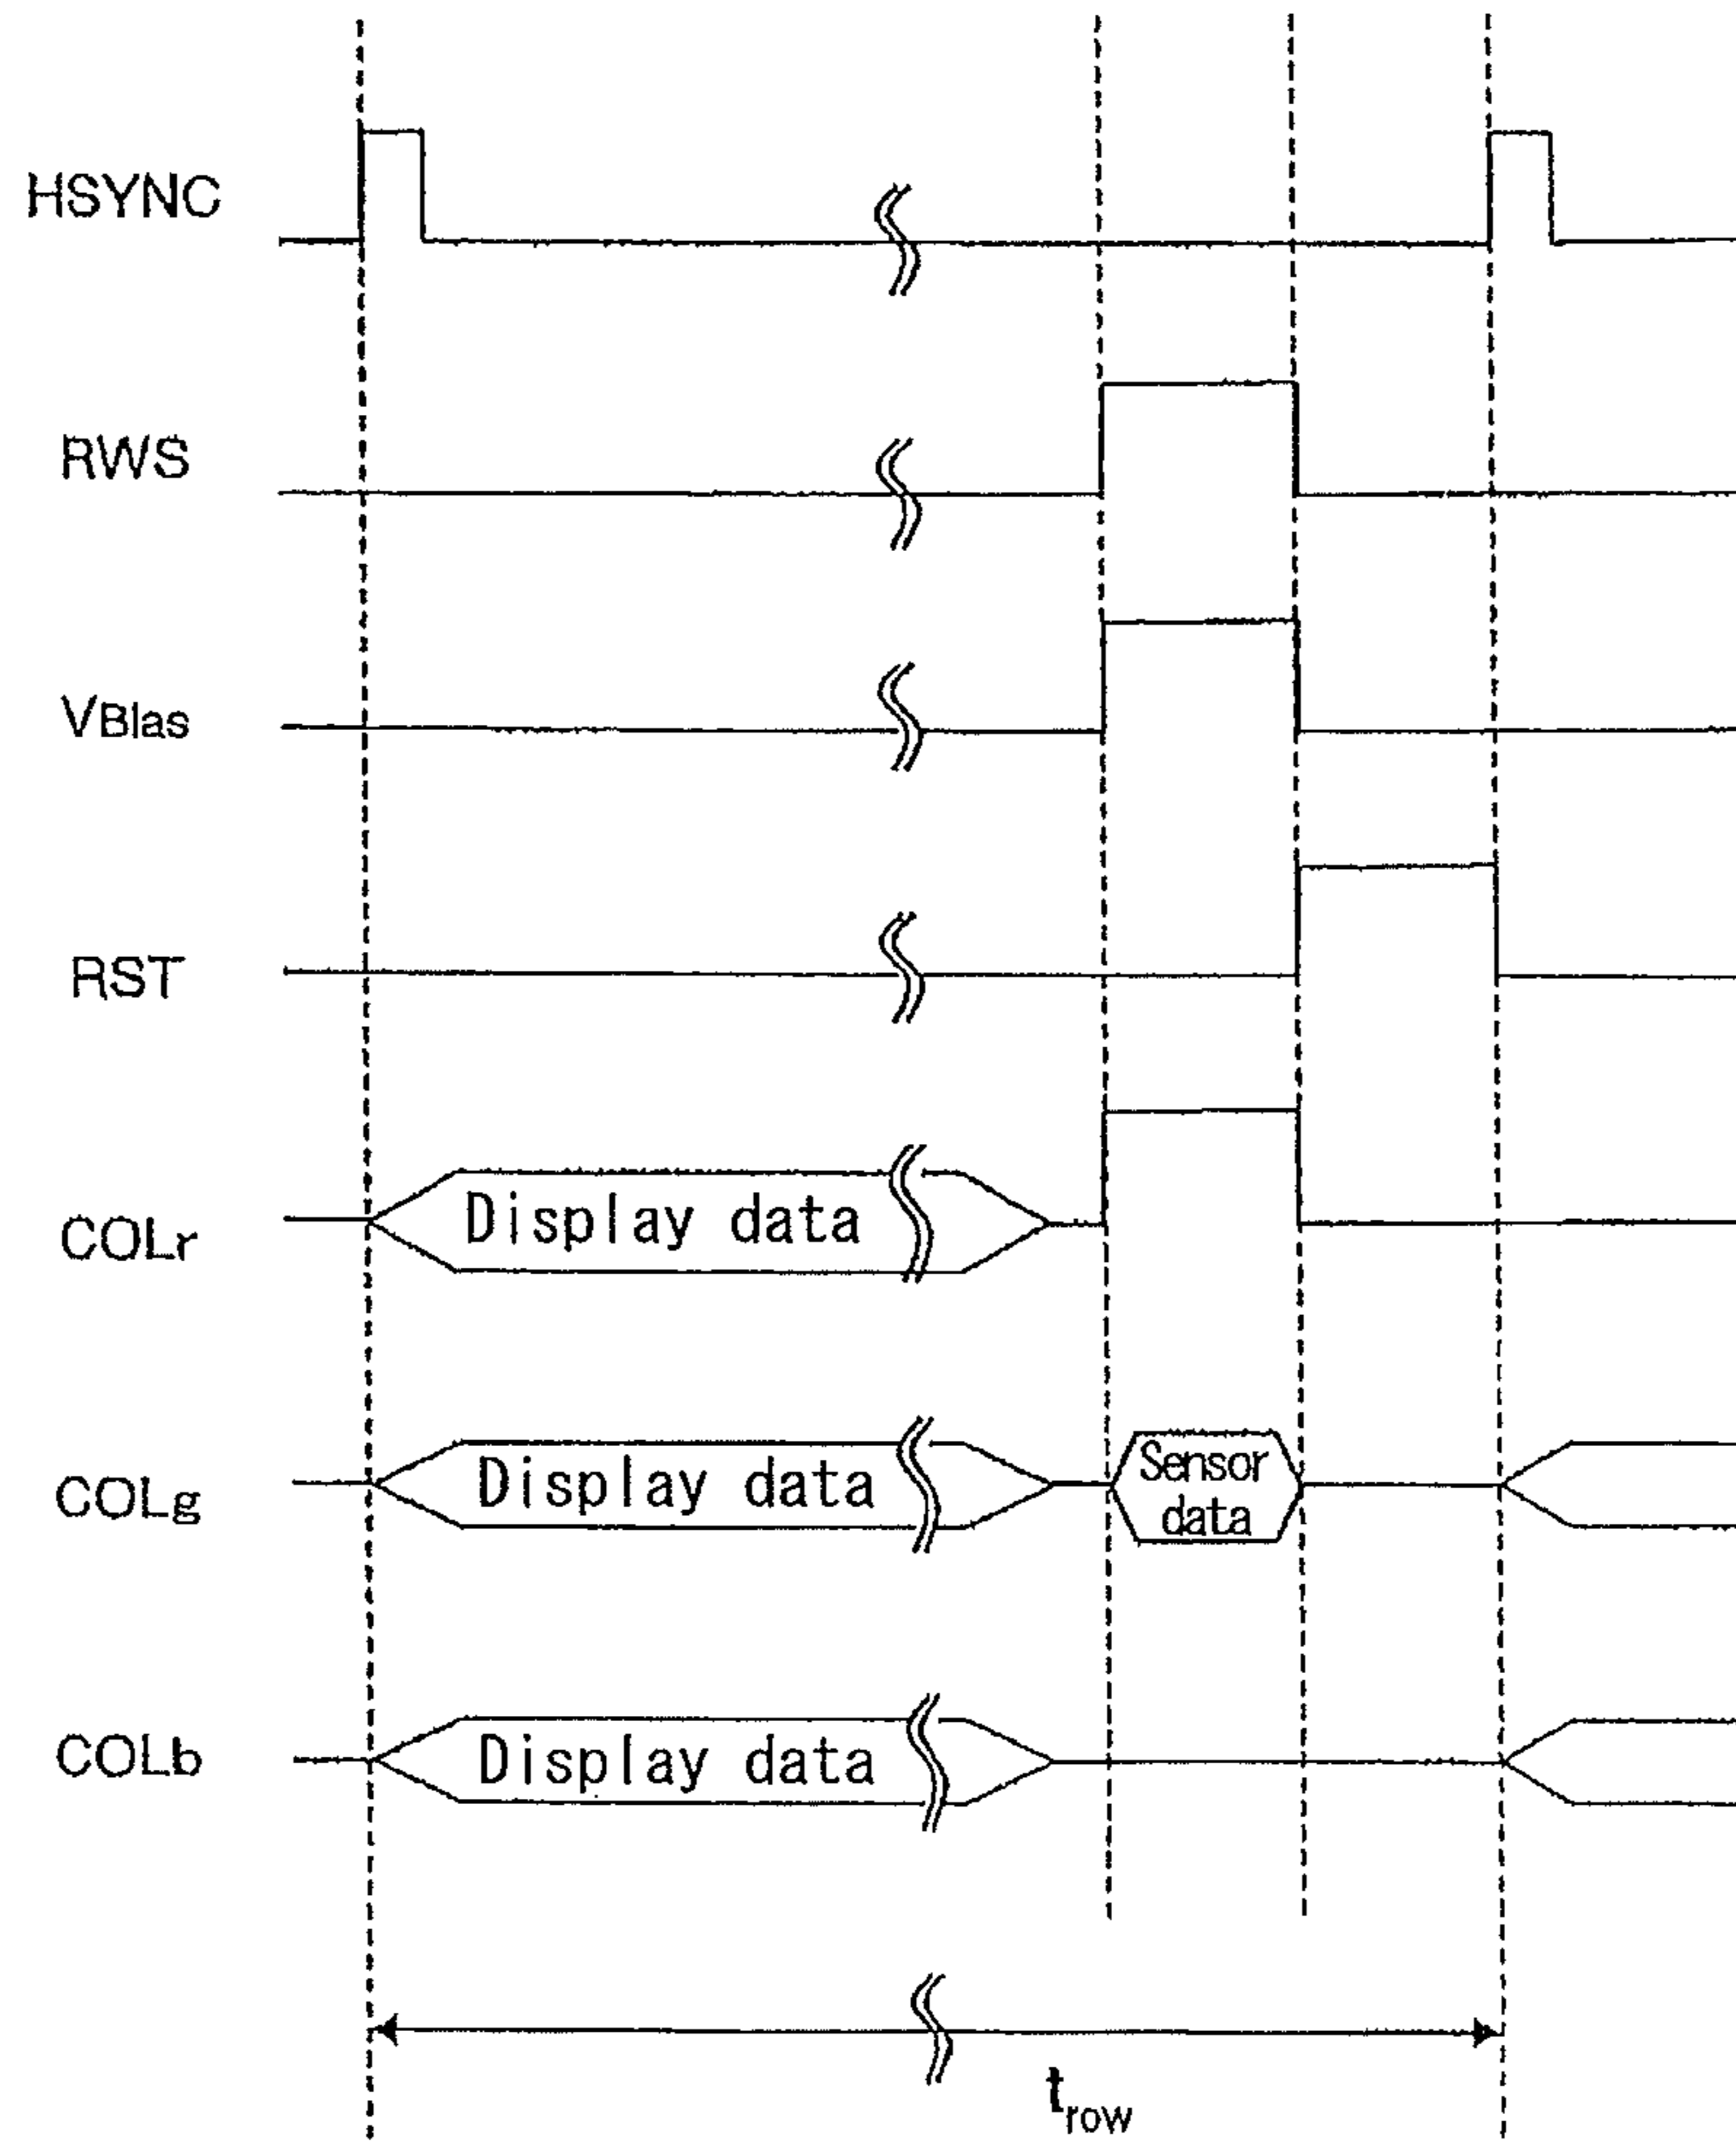 HSYNC
RWS
VBIas
RST
COLr
Display data
COLg
Display data
Sensor
data
COLb
Display data
trow